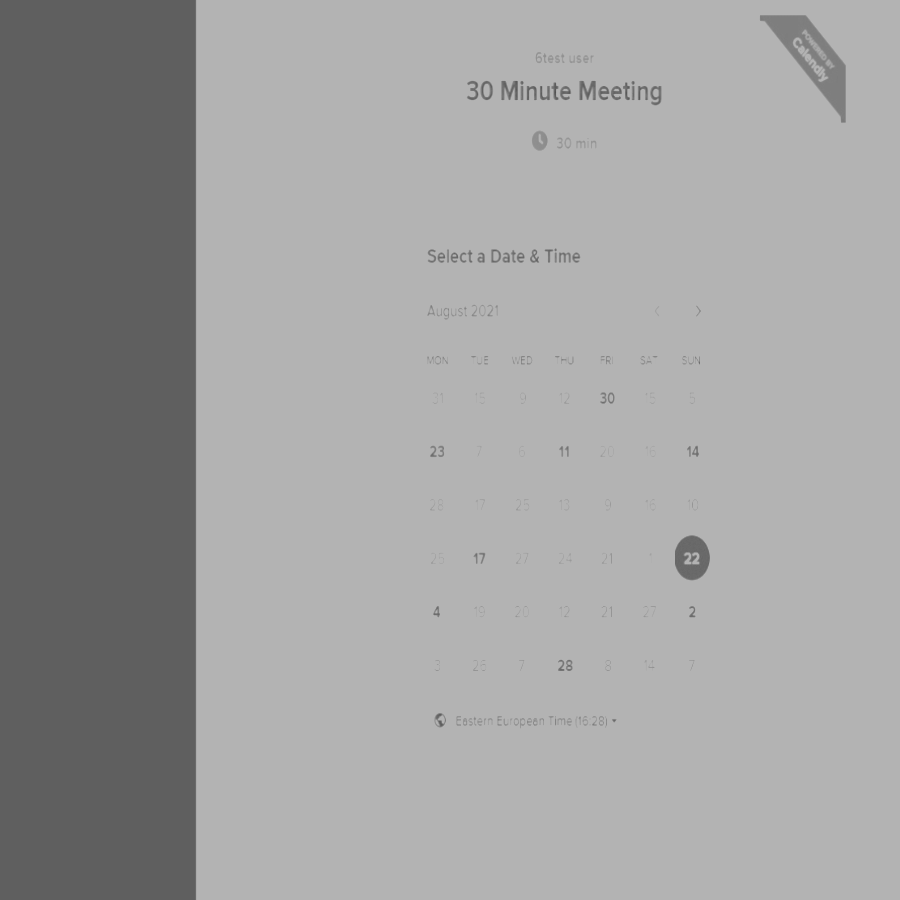 POWERED BY
Calendly
6test user
30 Minute Meeting
30 min
Select a Date & Time
August 2021
MON TUE WED THU FRI SAT SUN
31 15 9 12 30 15 5
23 7 6 11 20 16 14
28 17 25 13 9 16 10
25 17 27 24 21 1 22
4 19 20 12 21 27 2
3 26 7 28 8 14 7
Eastern European Time (16:28)